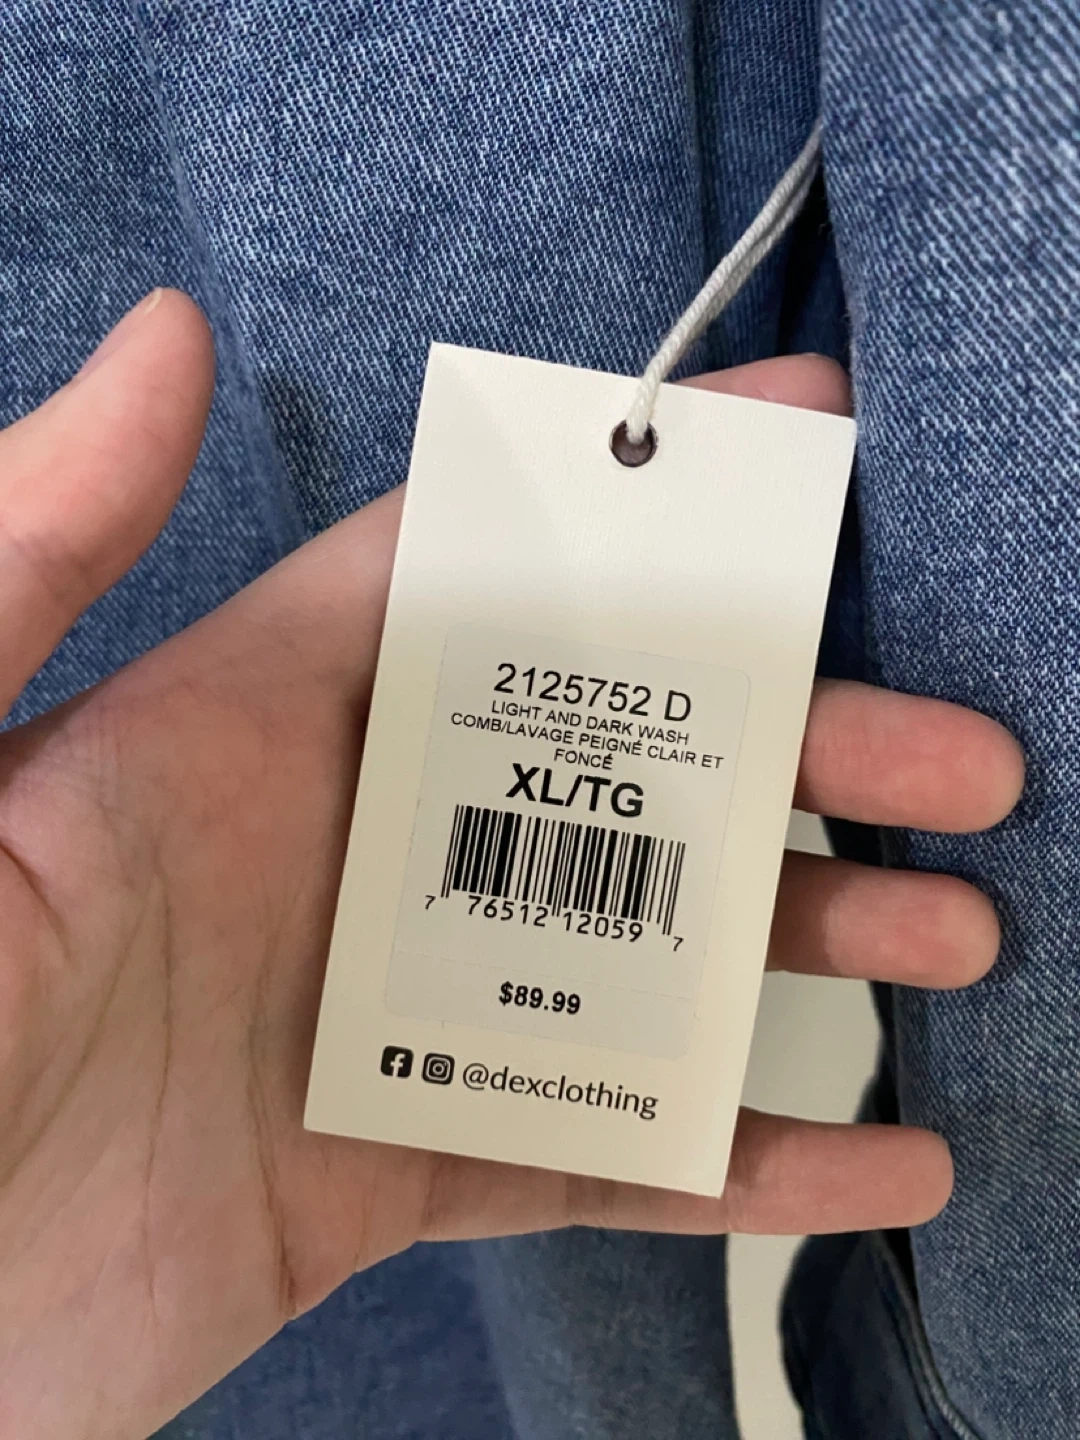 2125752 D
LIGHT AND DARK WASH
COMB/LAVAGE PEIGNÉ CLAIR ET
FONCÉ
XL/TG
7 76512 12059 7
$89.99
@dexclothing